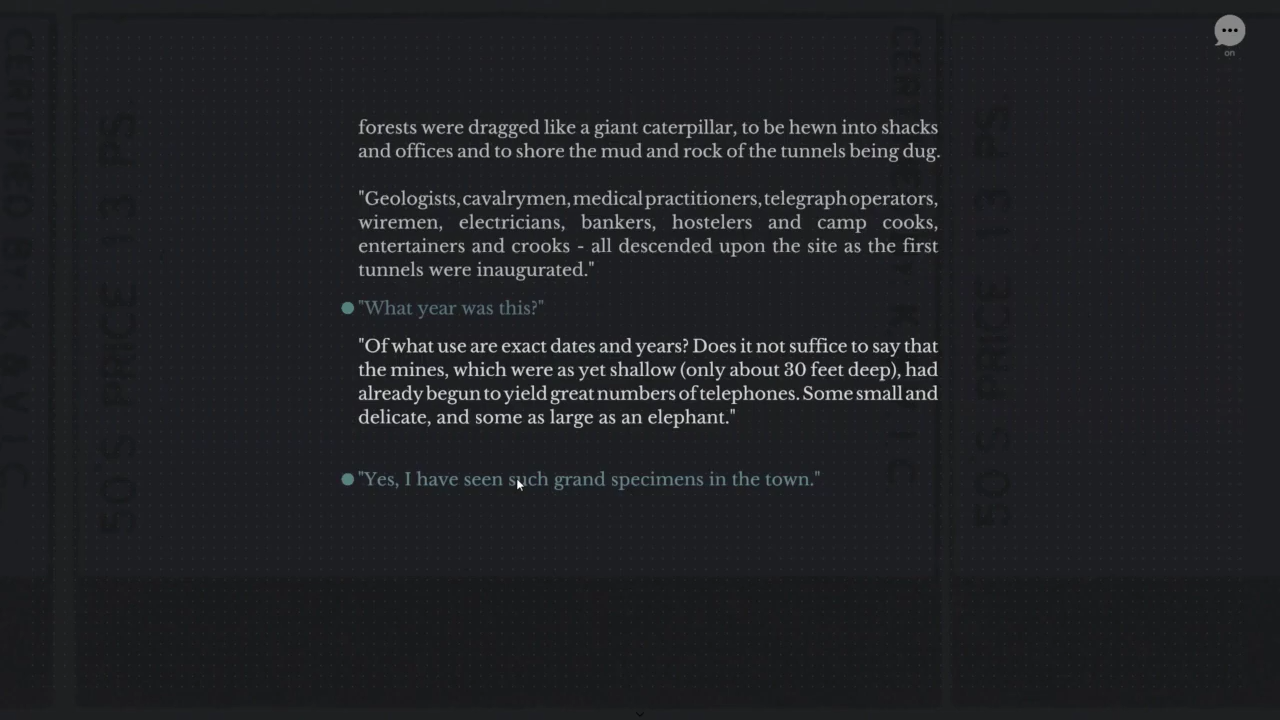 on
forests were dragged like a giant caterpillar, to be hewn into shacks
and offices and to shore the mud and rock of the tunnels being dug.
"Geologists, cavalrymen, medical practitioners, telegraph operators,
wiremen, electricians, bankers, hostelers and camp cooks,
entertainers and crooks - all descended upon the site as the first
tunnels were inaugurated."
"What year was this?"
"Of what use are exact dates and years? Does it not suffice to say that
the mines, which were as yet shallow (only about 30 feet deep), had
already begun to yield great numbers of telephones. Some small and
delicate, and some as large as an elephant."
"Yes, I have seen such grand specimens in the town."